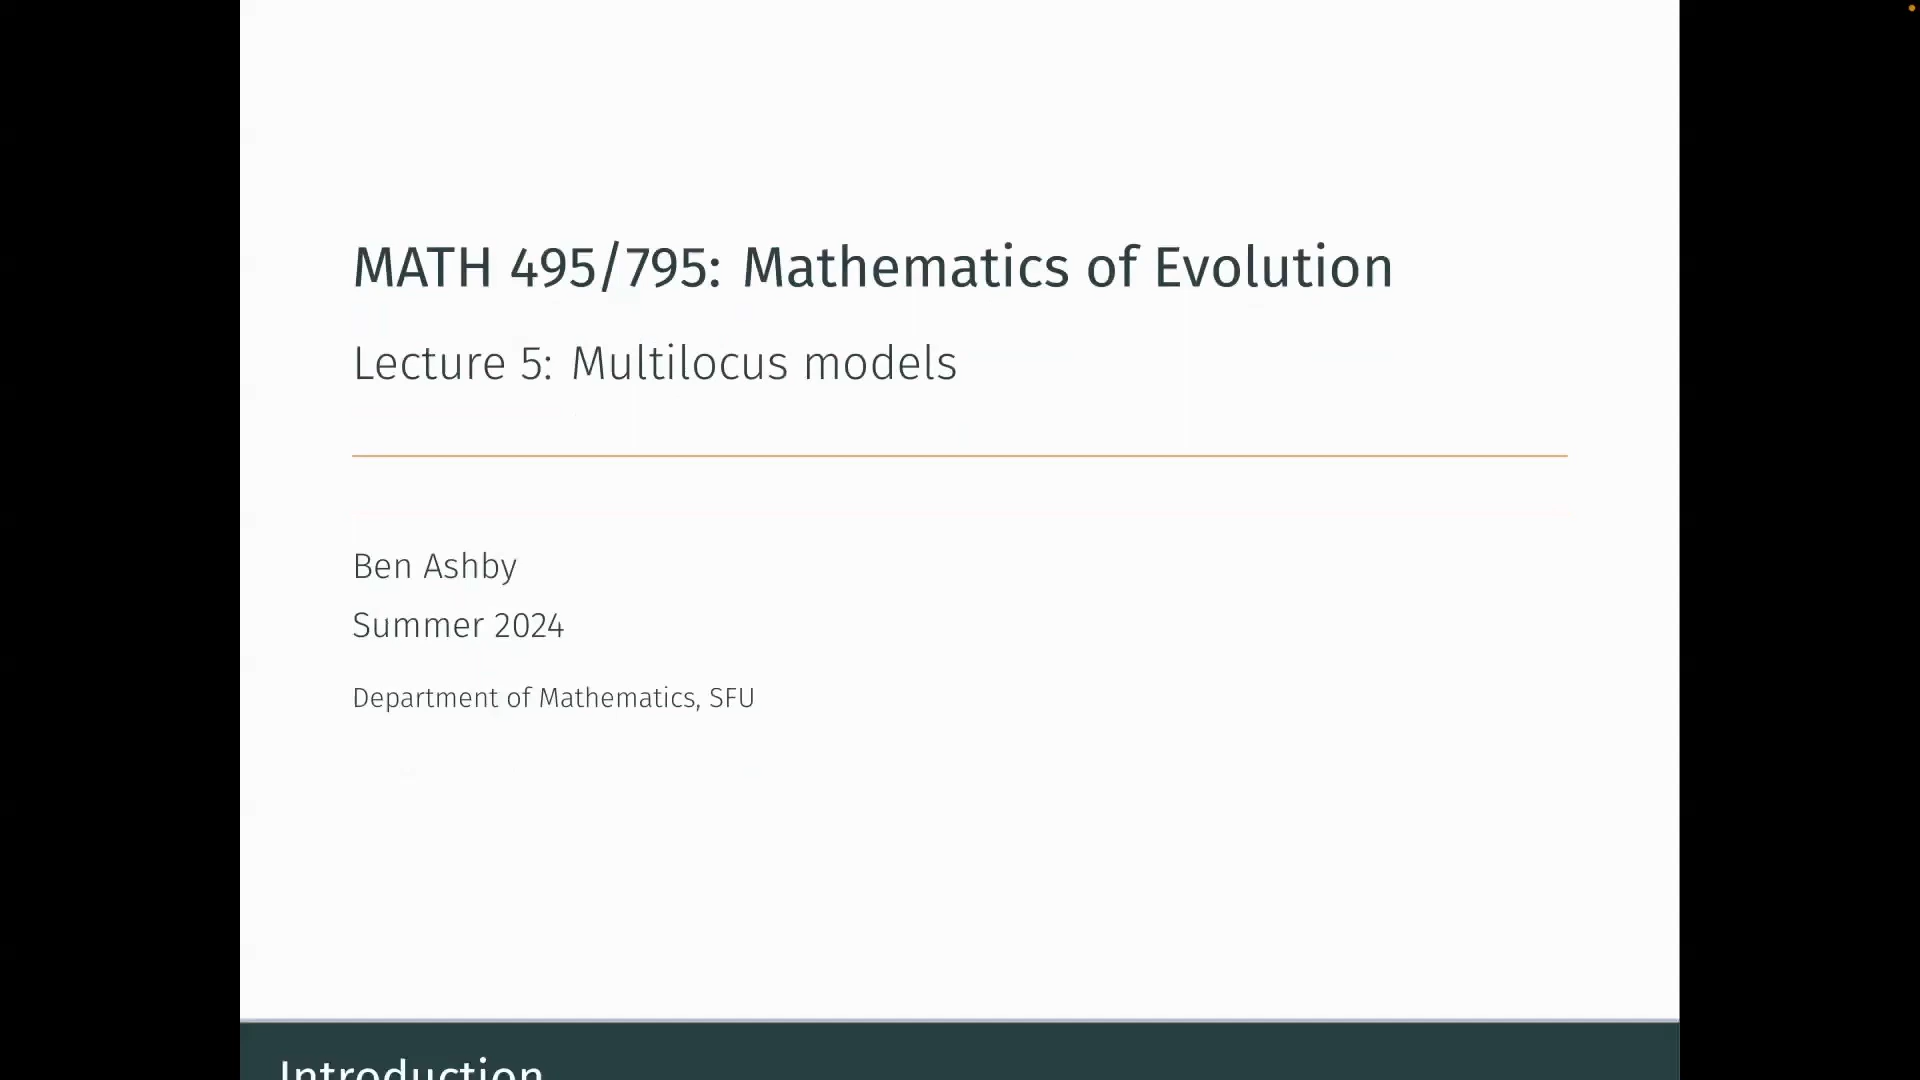 MATH 495/795: Mathematics of Evolution
Lecture 5: Multilocus models
Ben Ashby
Summer 2024
Department of Mathematics, SFU
Introduction